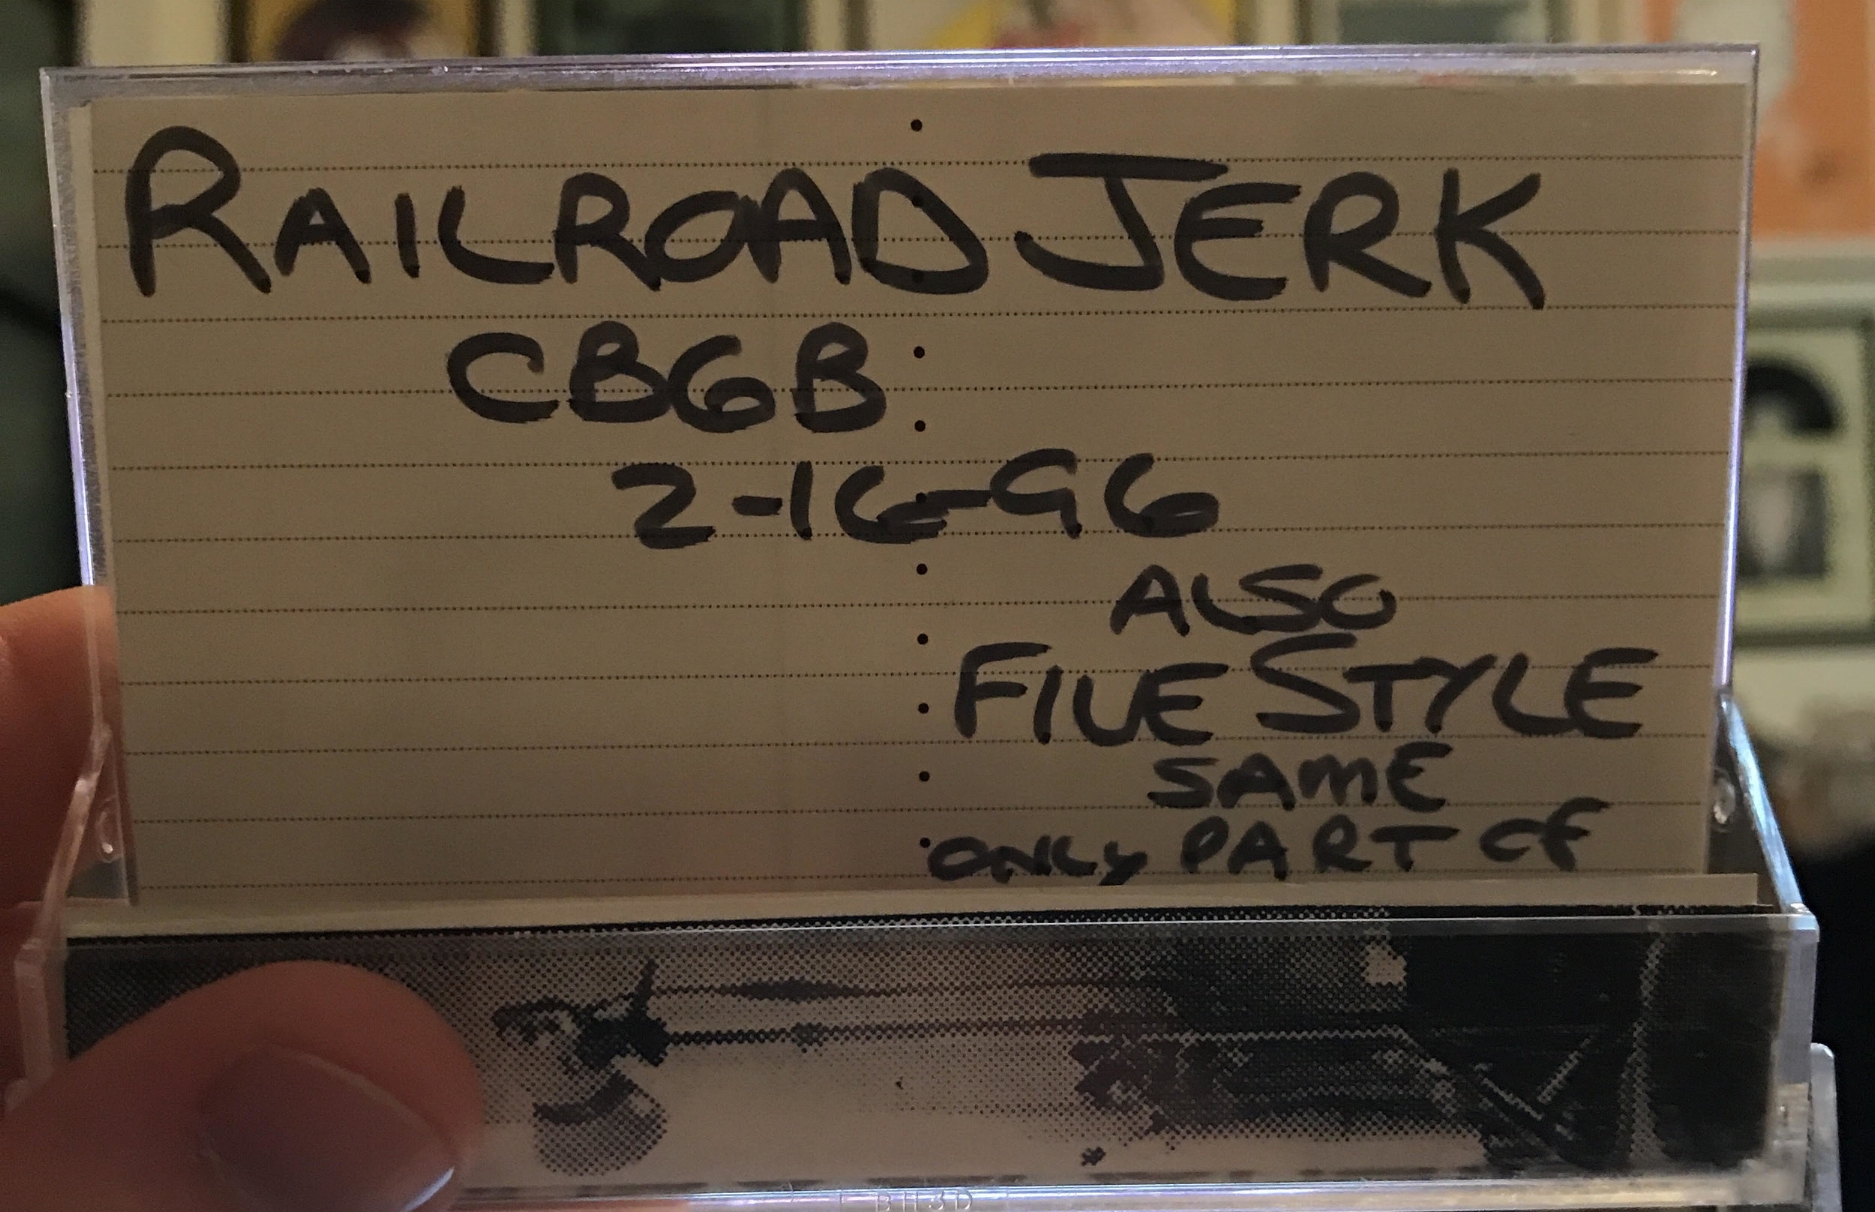 RAILROAD JERK
CBGB
2-16-96
ALSO
FIVE STYLE
SAME
ONLY PART OF